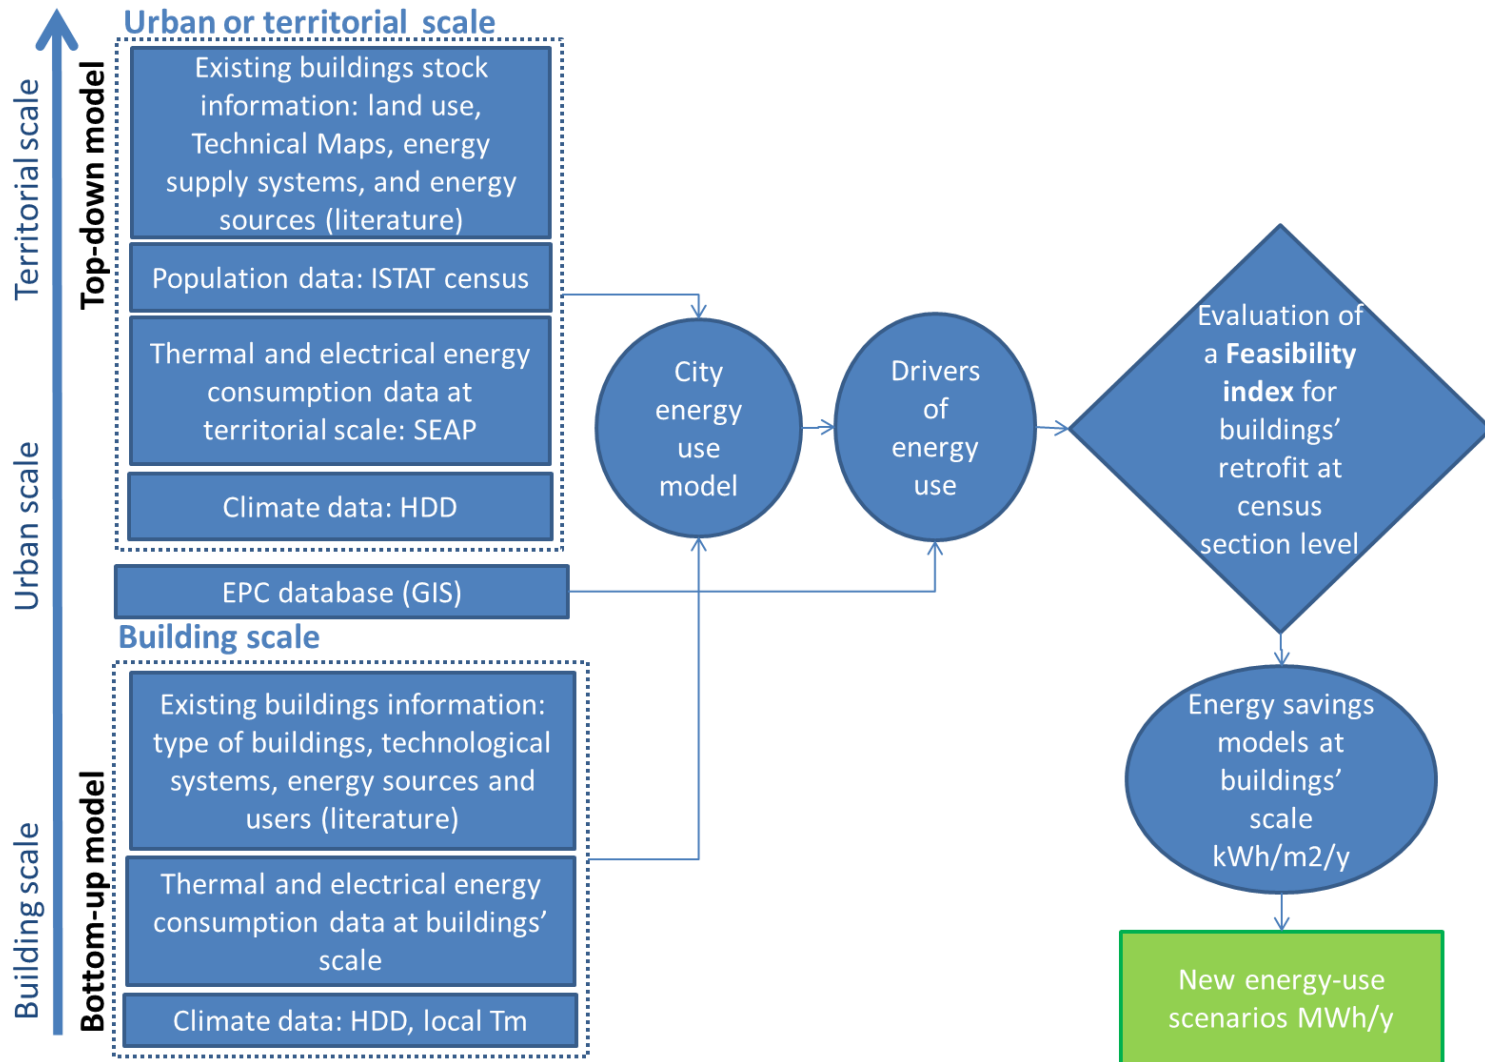 Urban or territorial scale
Territorial scale
Urban scale
Building scale
Top-down model
Existing buildings stock
information: land use,
Technical Maps, energy
supply systems, and energy
sources (literature)
Population data: ISTAT census
Thermal and electrical energy
consumption data at
territorial scale: SEAP
Climate data: HDD
EPC database (GIS)
Building scale
Bottom-up model
Existing buildings information:
type of buildings, technological
systems, energy sources and
users (literature)
Thermal and electrical energy
consumption data at buildings’
scale
Climate data: HDD, local Tm
City
energy
use
model
Drivers
of
energy
use
Evaluation of
a Feasibility
index for
buildings’
retrofit at
census
section level
Energy savings
models at
buildings’
scale
kWh/m2/y
New energy-use
scenarios MWh/y